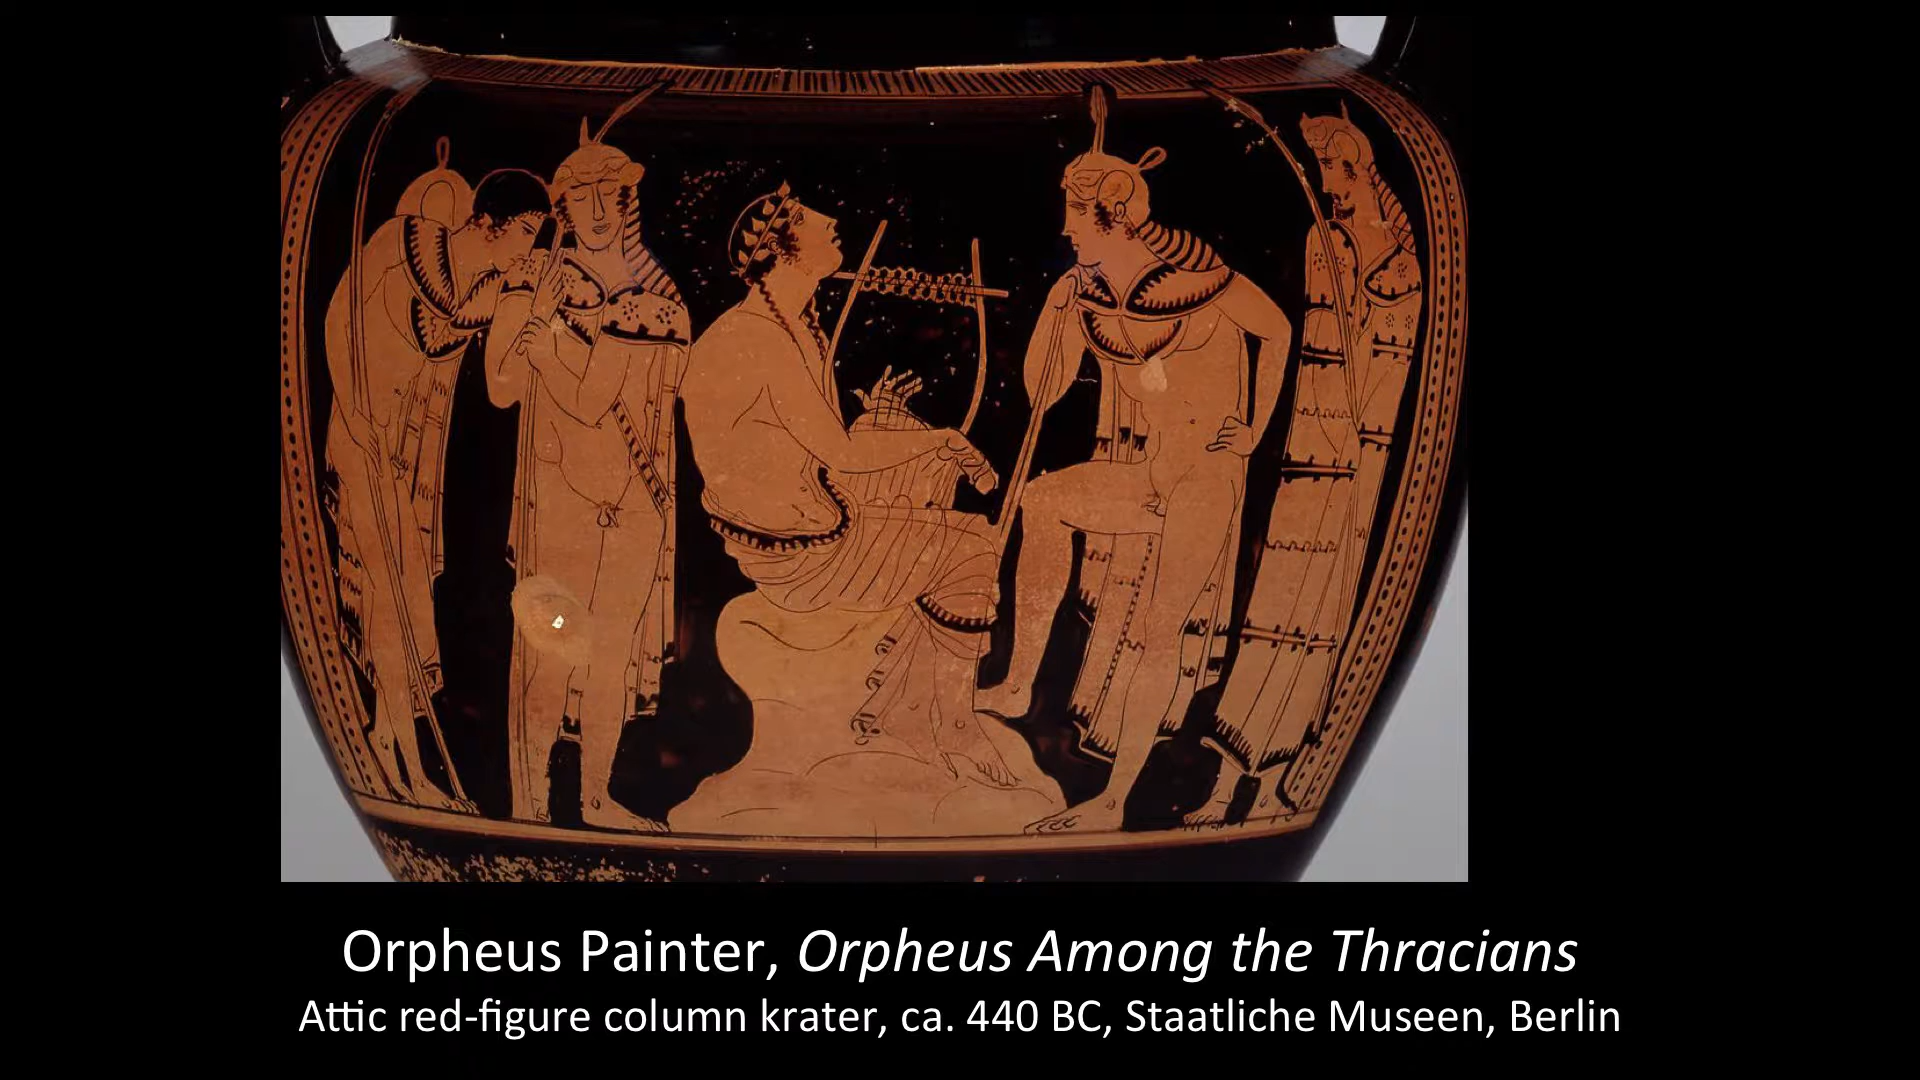 Orpheus Painter, Orpheus Among the Thracians
Attic red-figure column krater, ca. 440 BC, Staatliche Museen, Berlin